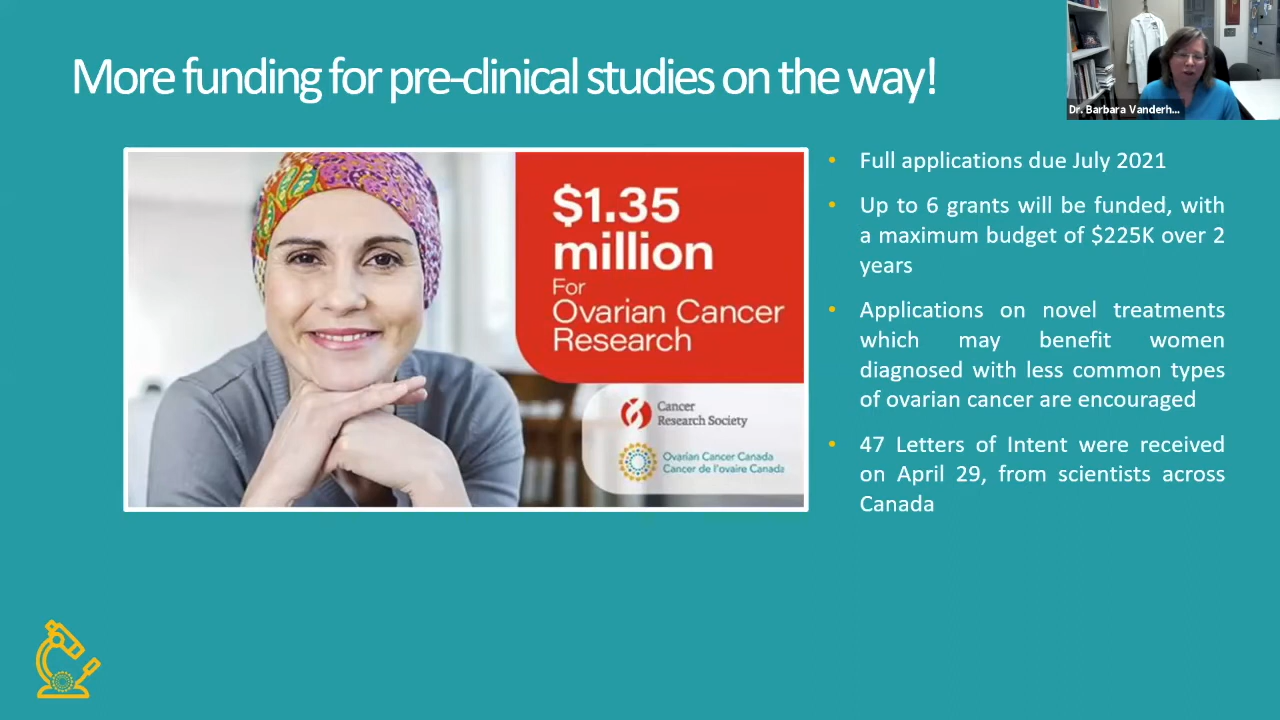 More funding for pre-clinical studies on the way!
Dr. Barbara Vanderh...
$1.35
million
For
Ovarian Cancer
Research
Cancer
Research Society
Ovarian Cancer Canada
Cancer de l'ovaire Canada
• Full applications due July 2021
• Up to 6 grants will be funded, with
a maximum budget of $225K over 2
years
• Applications on novel treatments
which may benefit women
diagnosed with less common types
of ovarian cancer are encouraged
• 47 Letters of Intent were received
on April 29, from scientists across
Canada